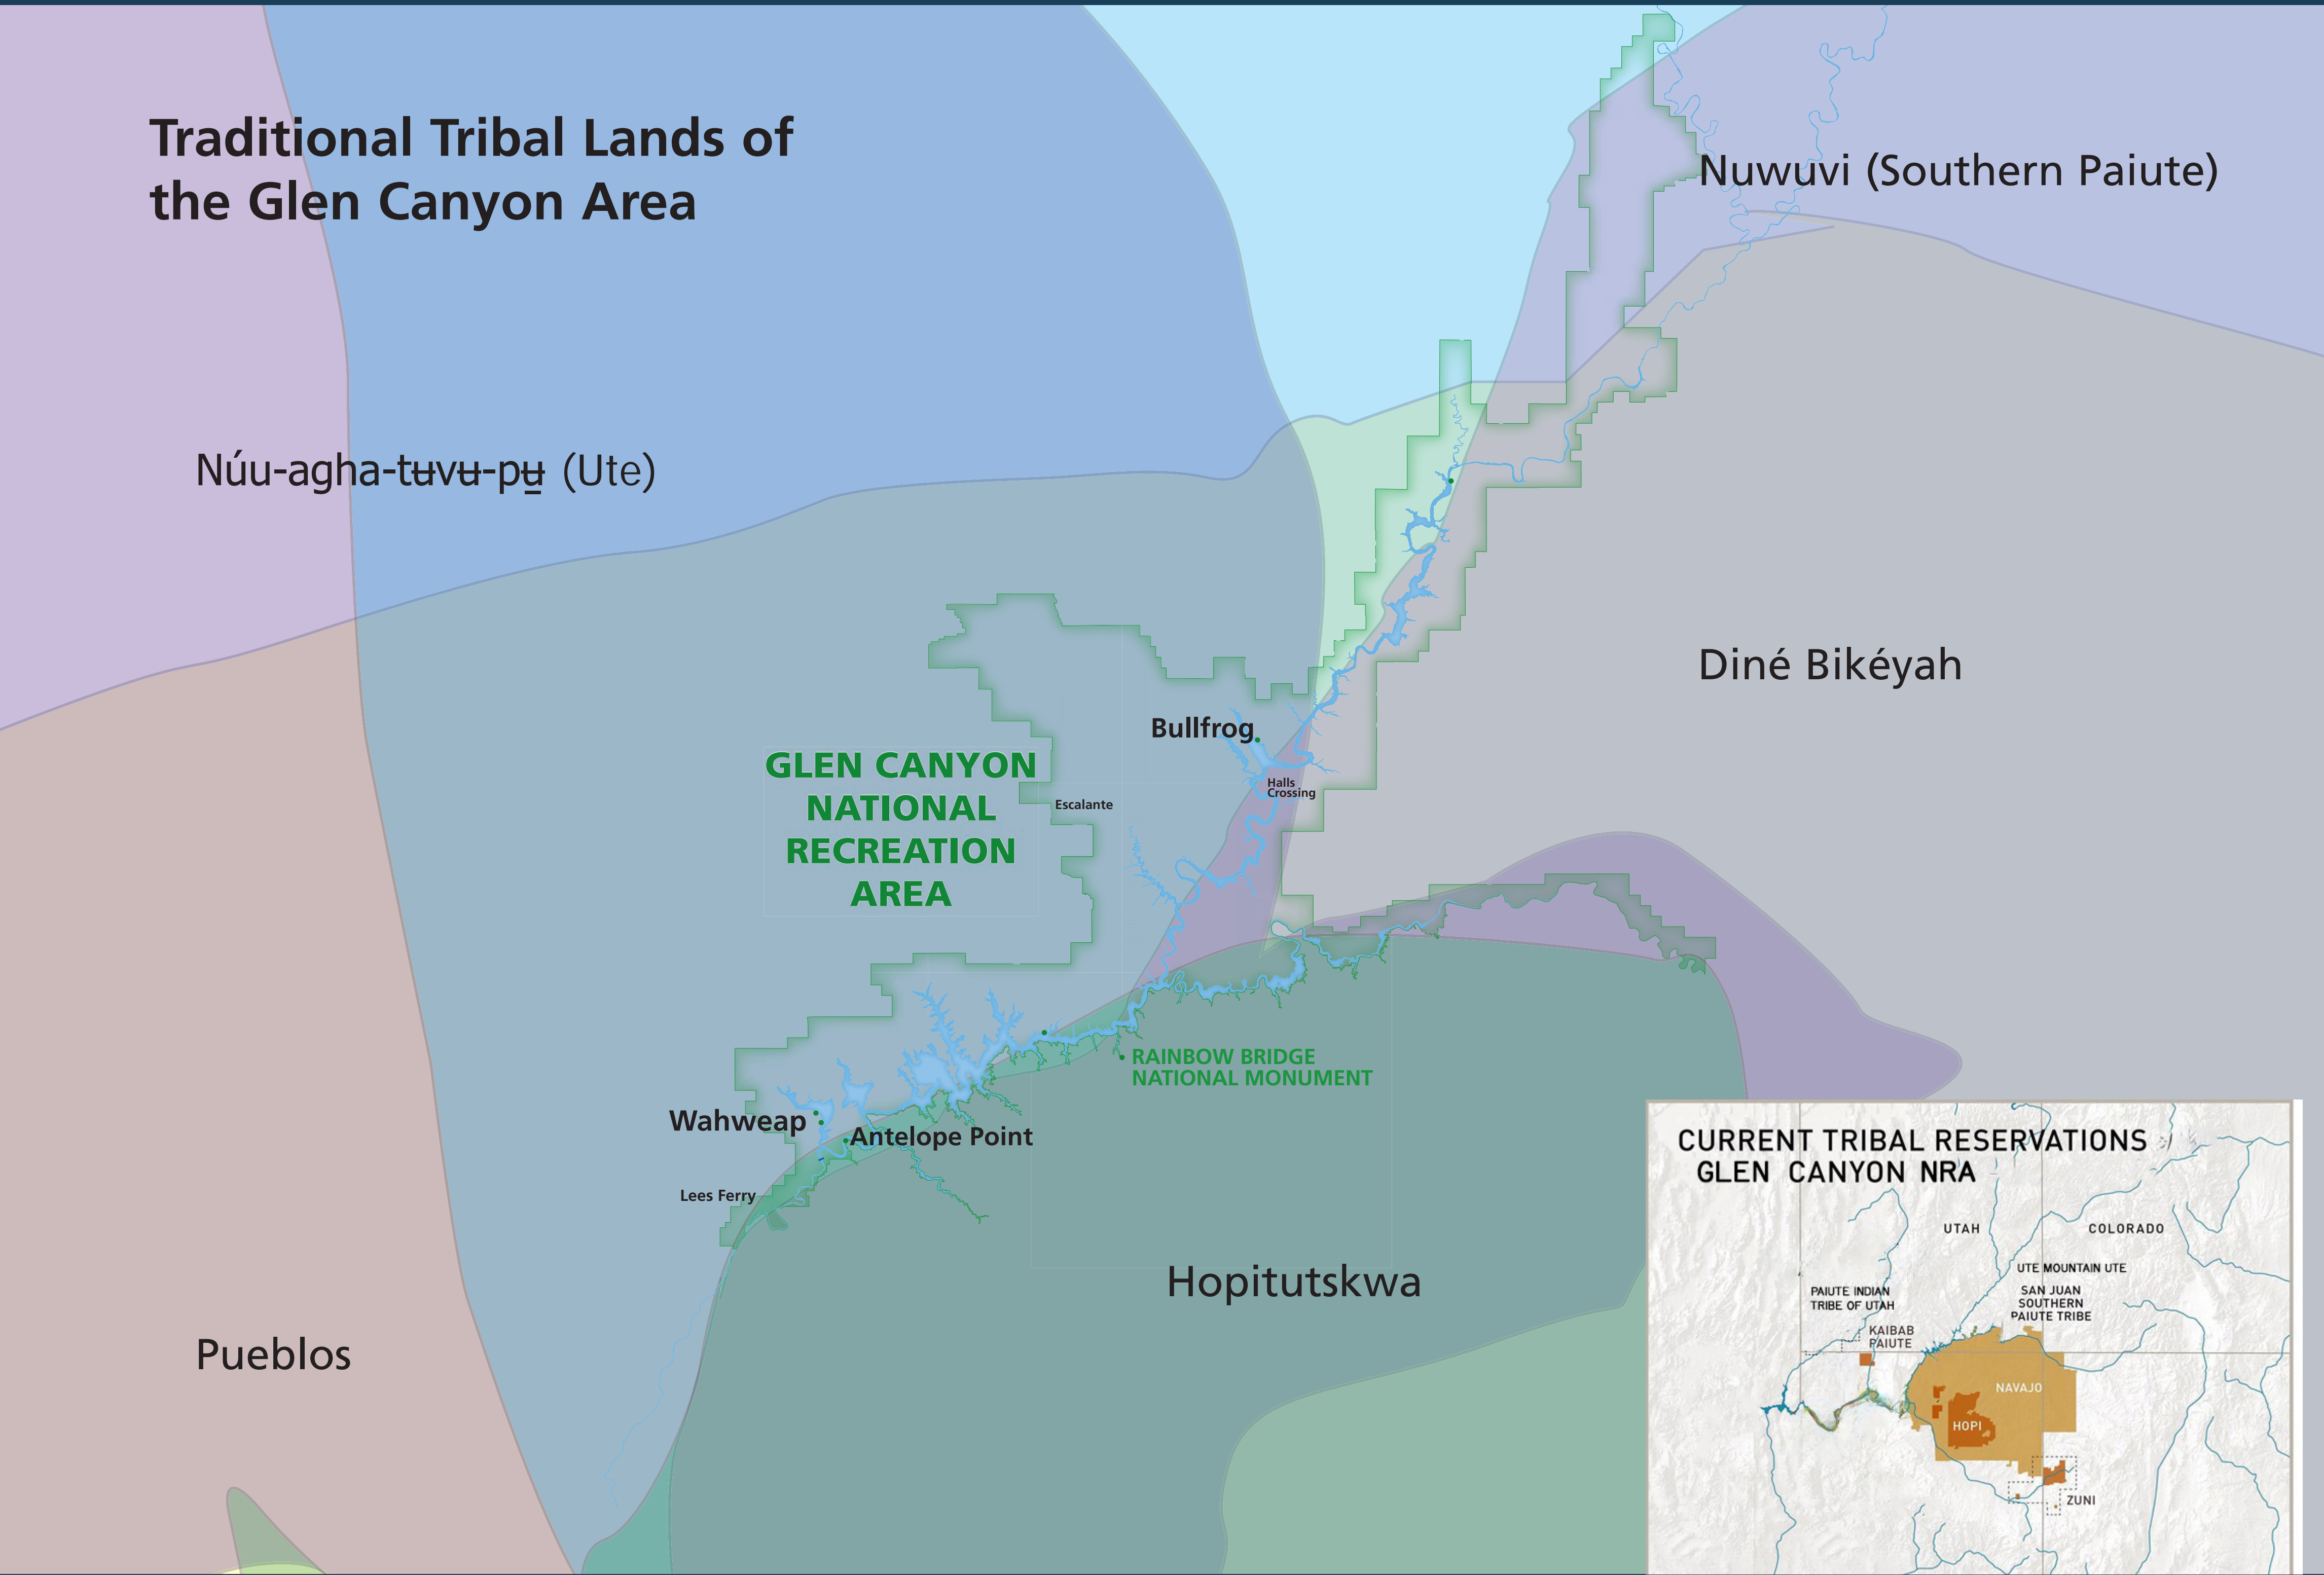 Traditional Tribal Lands of
the Glen Canyon Area
Nuwuvi (Southern Paiute)
Núu-agha-tʉvʉ-pʉ̲ (Ute)
Diné Bikéyah
Bullfrog
GLEN CANYON
NATIONAL
RECREATION
AREA
Halls
Crossing
Escalante
RAINBOW BRIDGE
NATIONAL MONUMENT
Wahweap
Antelope Point
Lees Ferry
Hopitutskwa
Pueblos
CURRENT TRIBAL RESERVATIONS
GLEN CANYON NRA
UTAH
COLORADO
UTE MOUNTAIN UTE
PAIUTE INDIAN
TRIBE OF UTAH
SAN JUAN
SOUTHERN
PAIUTE TRIBE
KAIBAB
PAIUTE
NAVAJO
HOPI
ZUNI